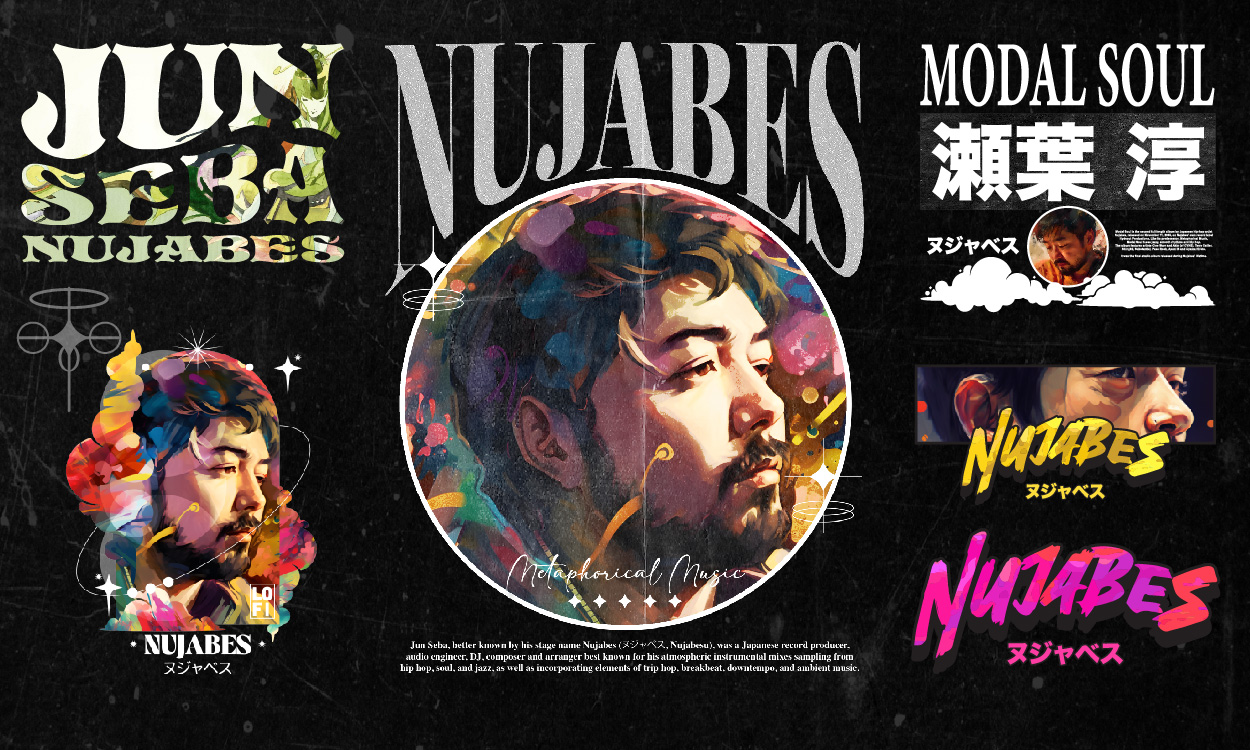 JUN
SEBA
NUJABES
NUJABES
ヌジャベス
LO
FI
NUJABES
Metaphorical Music
Jun Seba, better known by his stage name Nujabes (ヌジャベス, Nujabesu), was a Japanese record producer,
audio engineer, DJ, composer and arranger best known for his atmospheric instrumental mixes sampling from
hip hop, soul, and jazz, as well as incorporating elements of trip hop, breakbeat, downtempo, and ambient music.
MODAL SOUL
瀬葉 淳
ヌジャベス
NUJABES
ヌジャベス
NUJABES
ヌジャベス